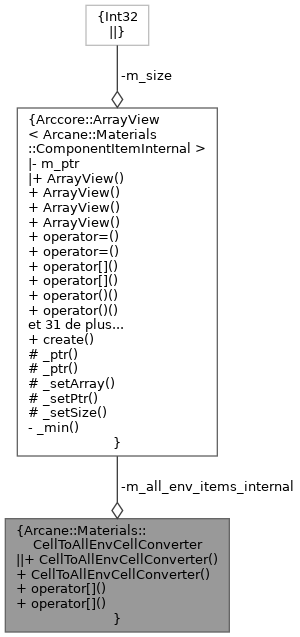 {Int32
||}
-m_size
{Arccore::ArrayView
< Arcane::Materials
::ComponentItemInternal >
|- m_ptr
|+ ArrayView()
+ ArrayView()
+ ArrayView()
+ ArrayView()
+ operator=()
+ operator=()
+ operator[]()
+ operator[]()
+ operator()()
+ operator()()
et 31 de plus...
+ create()
# _ptr()
# _ptr()
# _setArray()
# _setPtr()
# _setSize()
- _min()
}
-m_all_env_items_internal
{Arcane::Materials::
CellToAllEnvCellConverter
||+ CellToAllEnvCellConverter()
+ CellToAllEnvCellConverter()
+ operator[]()
+ operator[]()
}